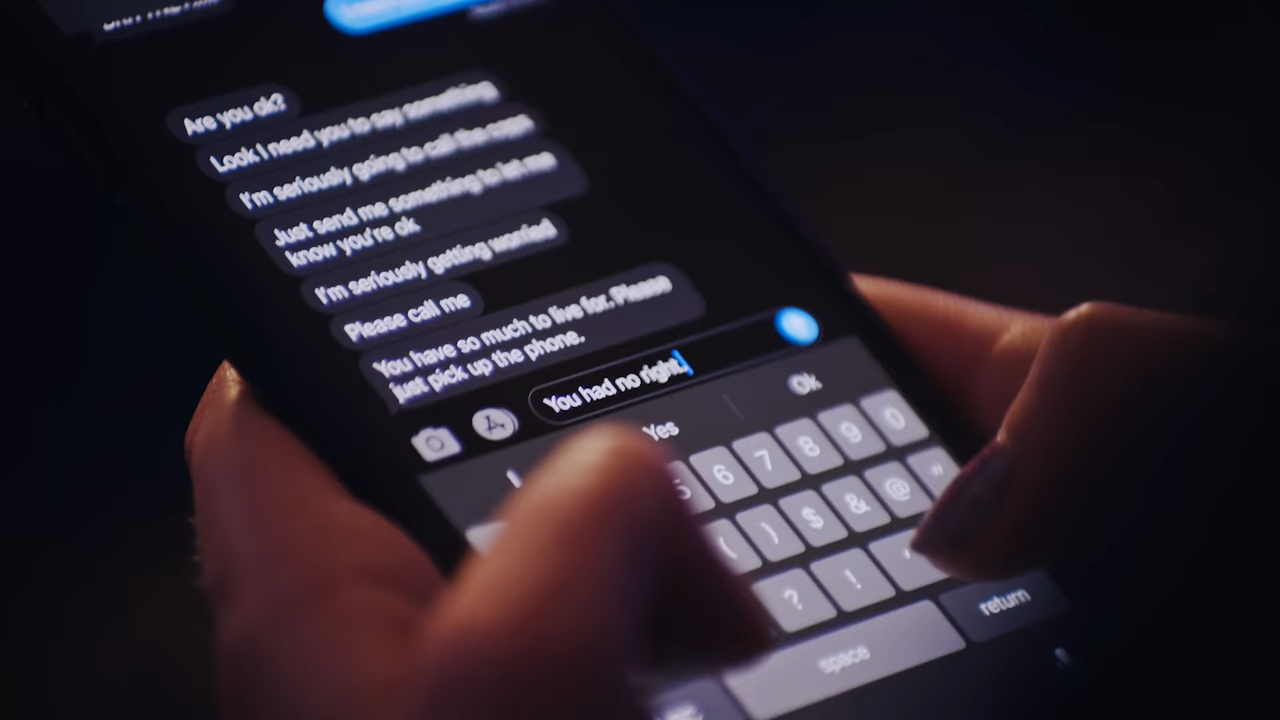 Are you ok?
Look I need you to say something
I'm seriously going to call the cops
Just send me something to let me
know you're ok
I'm seriously getting worried
Please call me
You have so much to live for. Please
just pick up the phone.
You had no right.
Yes
Ok
5 6 7 8 9 0
( ) $ & @ "
? ! '
space
return